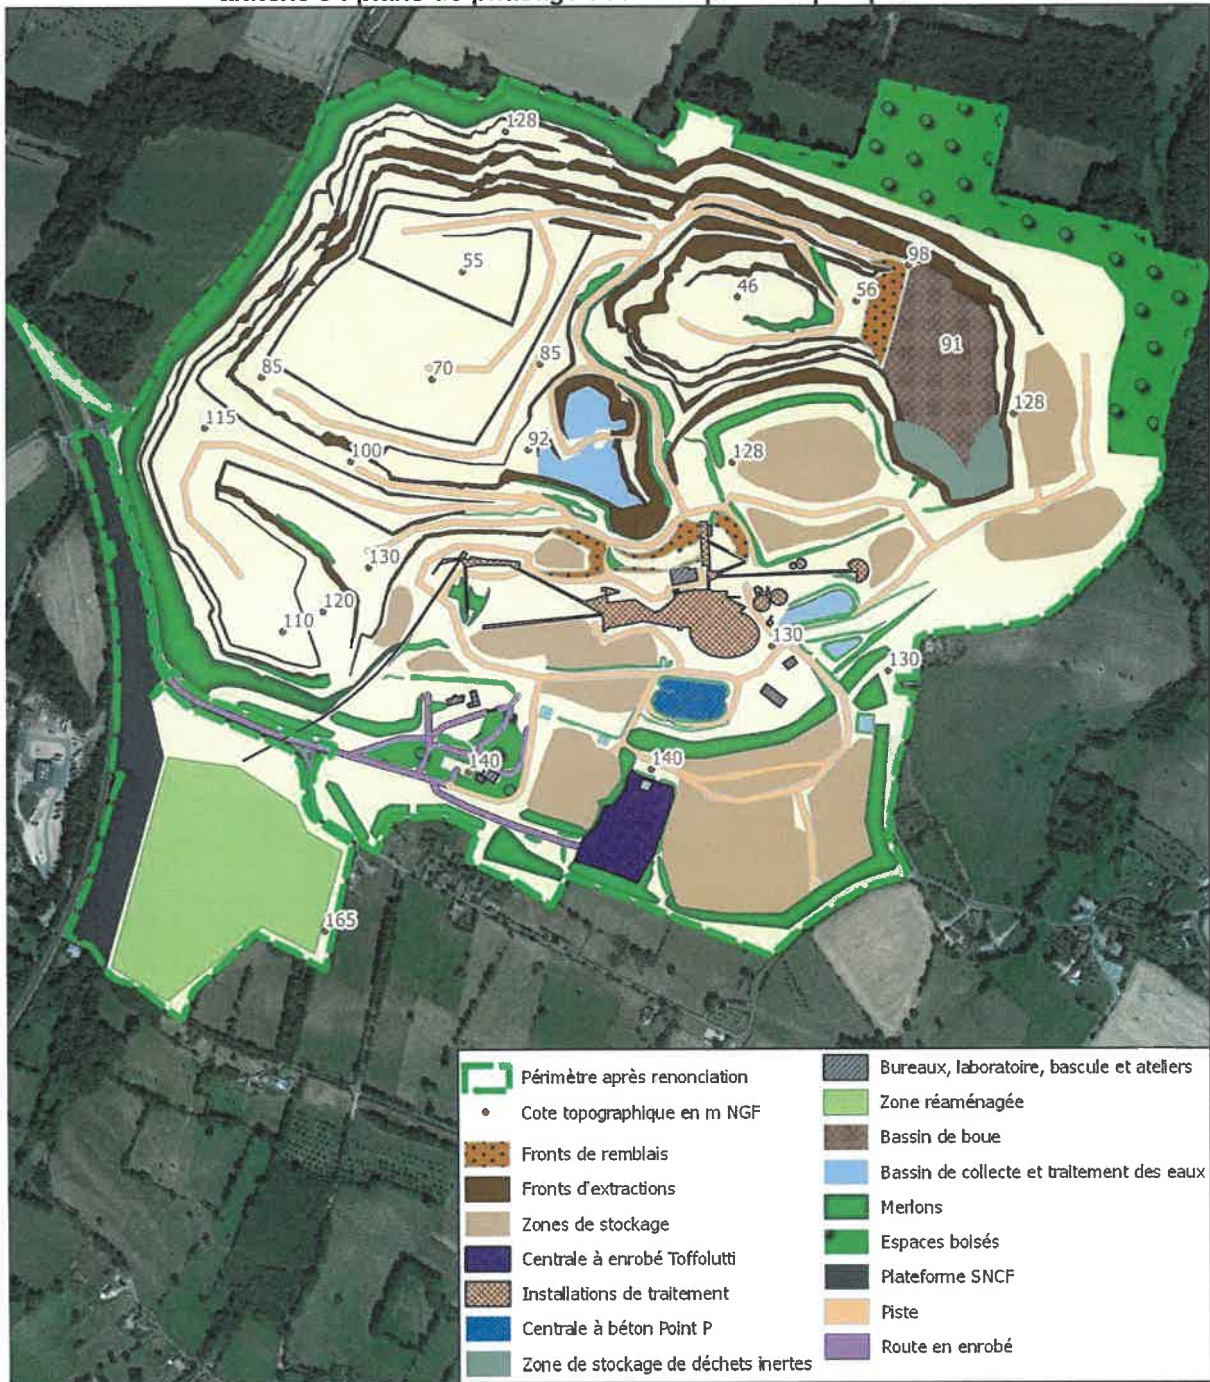 128
55
98
46
56
91
85
85
70
128
115
92
128
100
130
120
110
130
130
140
140
165
Périmètre après renonciation
Cote topographique en m NGF
Fronts de remblais
Fronts d'extractions
Zones de stockage
Centrale à enrobé Toffolutti
Installations de traitement
Centrale à béton Point P
Zone de stockage de déchets inertes
Bureaux, laboratoire, bascule et ateliers
Zone réaménagée
Bassin de boue
Bassin de collecte et traitement des eaux
Merlons
Espaces boisés
Plateforme SNCF
Piste
Route en enrobé